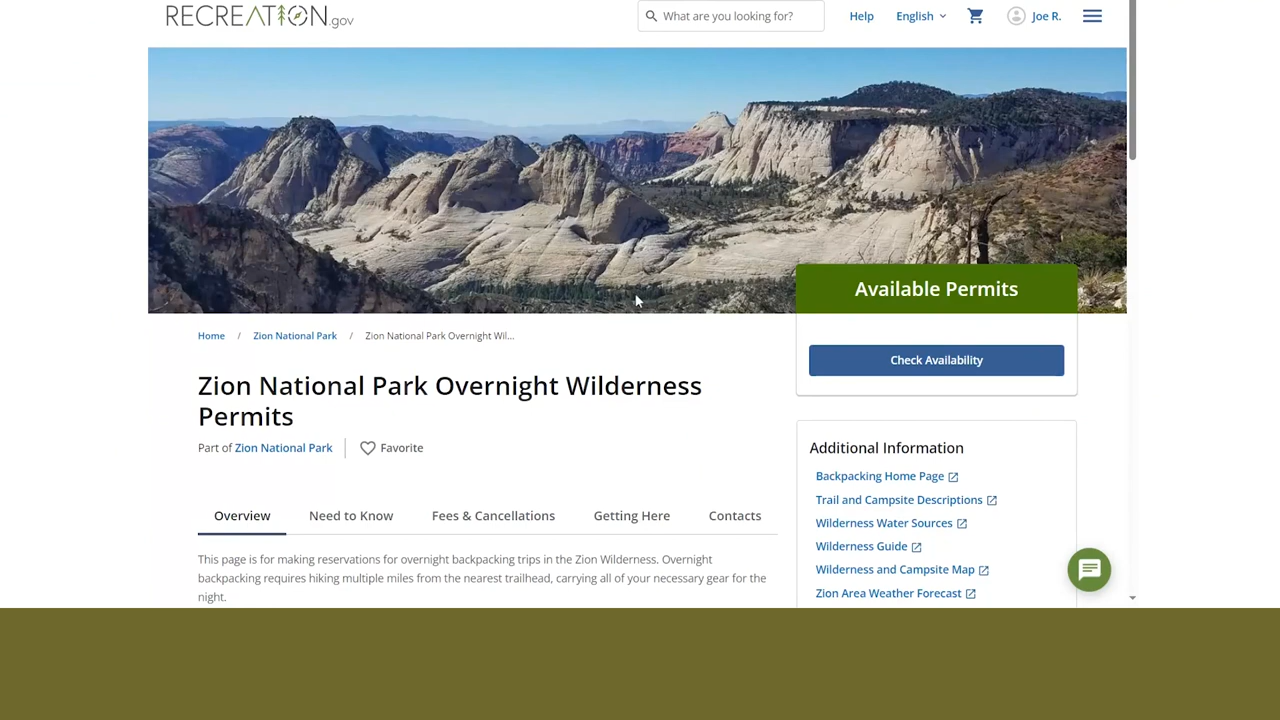 RECREATION.gov
What are you looking for?
Help
English
Joe R.
Available Permits
Check Availability
Home / Zion National Park / Zion National Park Overnight Wil...
Zion National Park Overnight Wilderness
Permits
Part of Zion National Park
Favorite
Overview
Need to Know
Fees & Cancellations
Getting Here
Contacts
This page is for making reservations for overnight backpacking trips in the Zion Wilderness. Overnight
backpacking requires hiking multiple miles from the nearest trailhead, carrying all of your necessary gear for the
night.
Additional Information
Backpacking Home Page
Trail and Campsite Descriptions
Wilderness Water Sources
Wilderness Guide
Wilderness and Campsite Map
Zion Area Weather Forecast